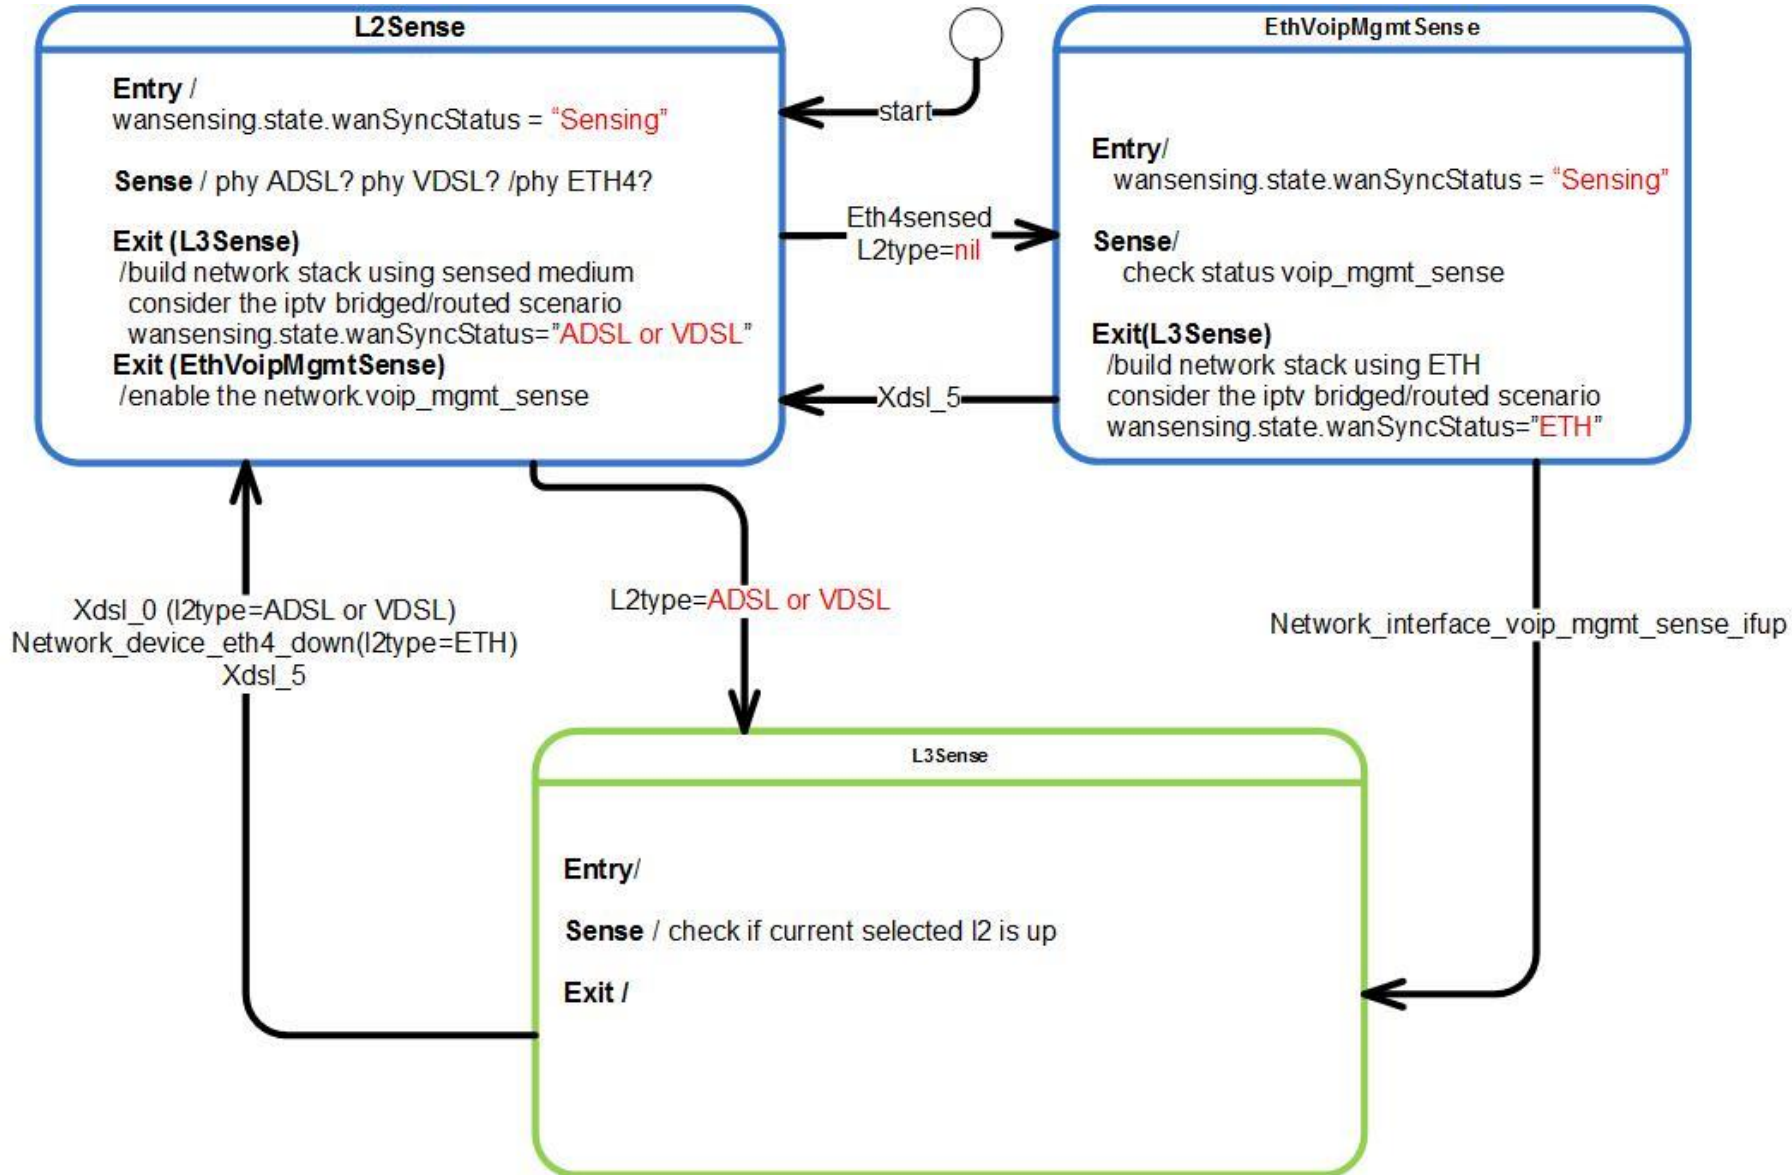 L2Sense
Entry /
wansensing.state.wanSyncStatus = “Sensing”
Sense / phy ADSL? phy VDSL? /phy ETH4?
Exit (L3Sense)
/build network stack using sensed medium
consider the iptv bridged/routed scenario
wansensing.state.wanSyncStatus=”ADSL or VDSL”
Exit (EthVoipMgmtSense)
/enable the network.voip_mgmt_sense
start
Eth4sensed
L2type=nil
Xdsl_5
EthVoipMgmtSense
Entry/
wansensing.state.wanSyncStatus = “Sensing”
Sense/
check status voip_mgmt_sense
Exit(L3Sense)
/build network stack using ETH
consider the iptv bridged/routed scenario
wansensing.state.wanSyncStatus=”ETH”
Xdsl_0 (l2type=ADSL or VDSL)
Network_device_eth4_down(l2type=ETH)
Xdsl_5
L2type=ADSL or VDSL
Network_interface_voip_mgmt_sense_ifup
L3Sense
Entry/
Sense / check if current selected l2 is up
Exit /